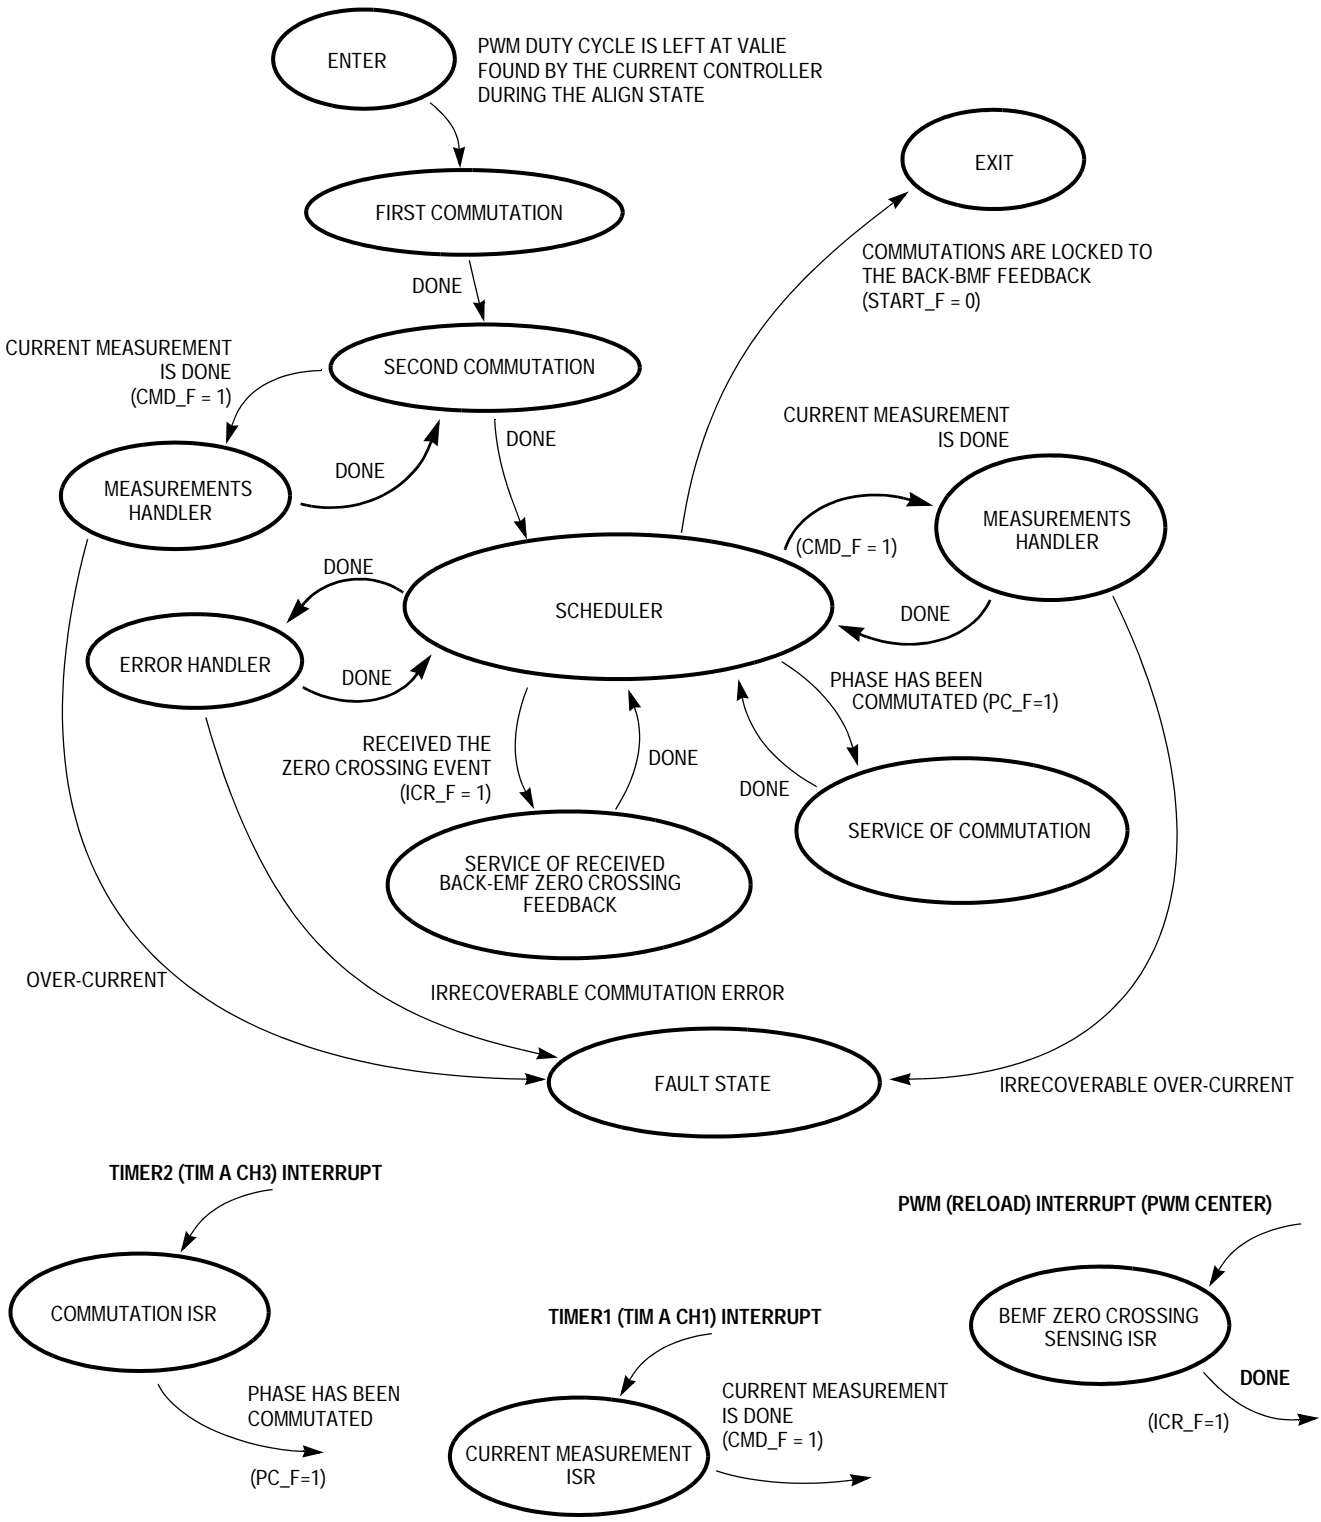 ENTER
PWM DUTY CYCLE IS LEFT AT VALIE
FOUND BY THE CURRENT CONTROLLER
DURING THE ALIGN STATE
EXIT
FIRST COMMUTATION
COMMUTATIONS ARE LOCKED TO
THE BACK-BMF FEEDBACK
(START_F = 0)
DONE
CURRENT MEASUREMENT
IS DONE
(CMD_F = 1)
SECOND COMMUTATION
CURRENT MEASUREMENT
IS DONE
DONE
DONE
MEASUREMENTS
HANDLER
MEASUREMENTS
HANDLER
(CMD_F = 1)
DONE
SCHEDULER
DONE
ERROR HANDLER
DONE
PHASE HAS BEEN
COMMUTATED (PC_F=1)
RECEIVED THE
ZERO CROSSING EVENT
(ICR_F = 1)
DONE
DONE
SERVICE OF COMMUTATION
SERVICE OF RECEIVED
BACK-EMF ZERO CROSSING
FEEDBACK
OVER-CURRENT
IRRECOVERABLE COMMUTATION ERROR
FAULT STATE
IRRECOVERABLE OVER-CURRENT
TIMER2 (TIM A CH3) INTERRUPT
PWM (RELOAD) INTERRUPT (PWM CENTER)
COMMUTATION ISR
TIMER1 (TIM A CH1) INTERRUPT
BEMF ZERO CROSSING
SENSING ISR
PHASE HAS BEEN
COMMUTATED
(PC_F=1)
CURRENT MEASUREMENT
IS DONE
(CMD_F = 1)
DONE
(ICR_F=1)
CURRENT MEASUREMENT
ISR